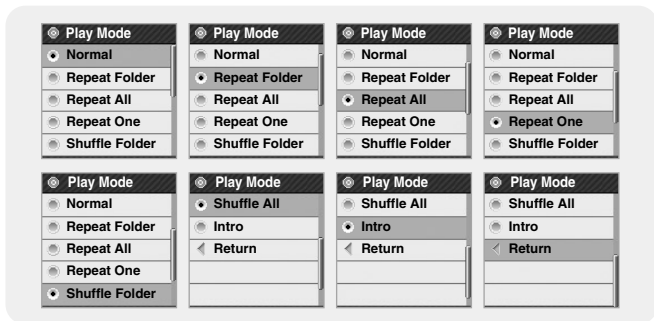 Play Mode
Normal
Repeat Folder
Repeat All
Repeat One
Shuffle Folder
Play Mode
Normal
Repeat Folder
Repeat All
Repeat One
Shuffle Folder
Play Mode
Normal
Repeat Folder
Repeat All
Repeat One
Shuffle Folder
Play Mode
Normal
Repeat Folder
Repeat All
Repeat One
Shuffle Folder
Play Mode
Normal
Repeat Folder
Repeat All
Repeat One
Shuffle Folder
Play Mode
Shuffle All
Intro
Return
Play Mode
Shuffle All
Intro
Return
Play Mode
Shuffle All
Intro
Return